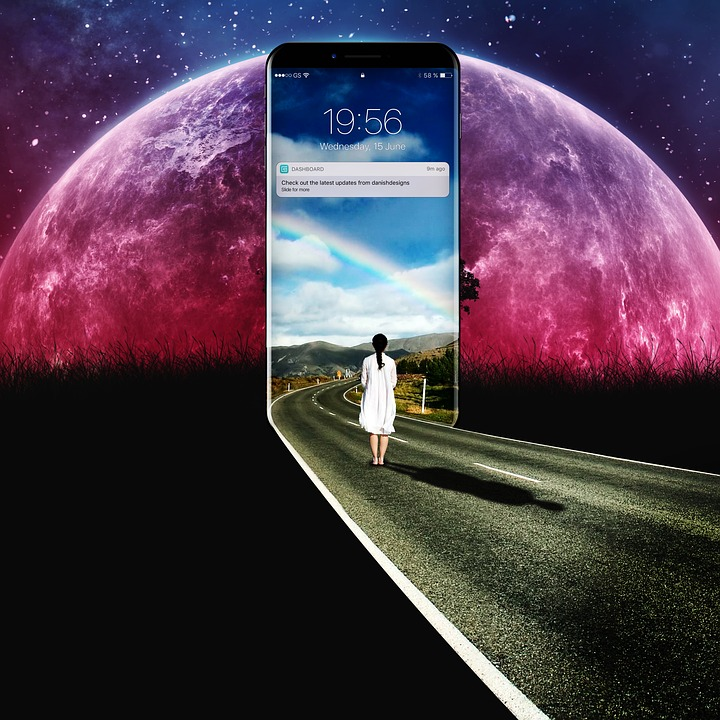 GS 58 %
19:56
Wednesday, 15 June
DASHBOARD 9m ago
Check out the latest updates from danishdesigns
Slide for more